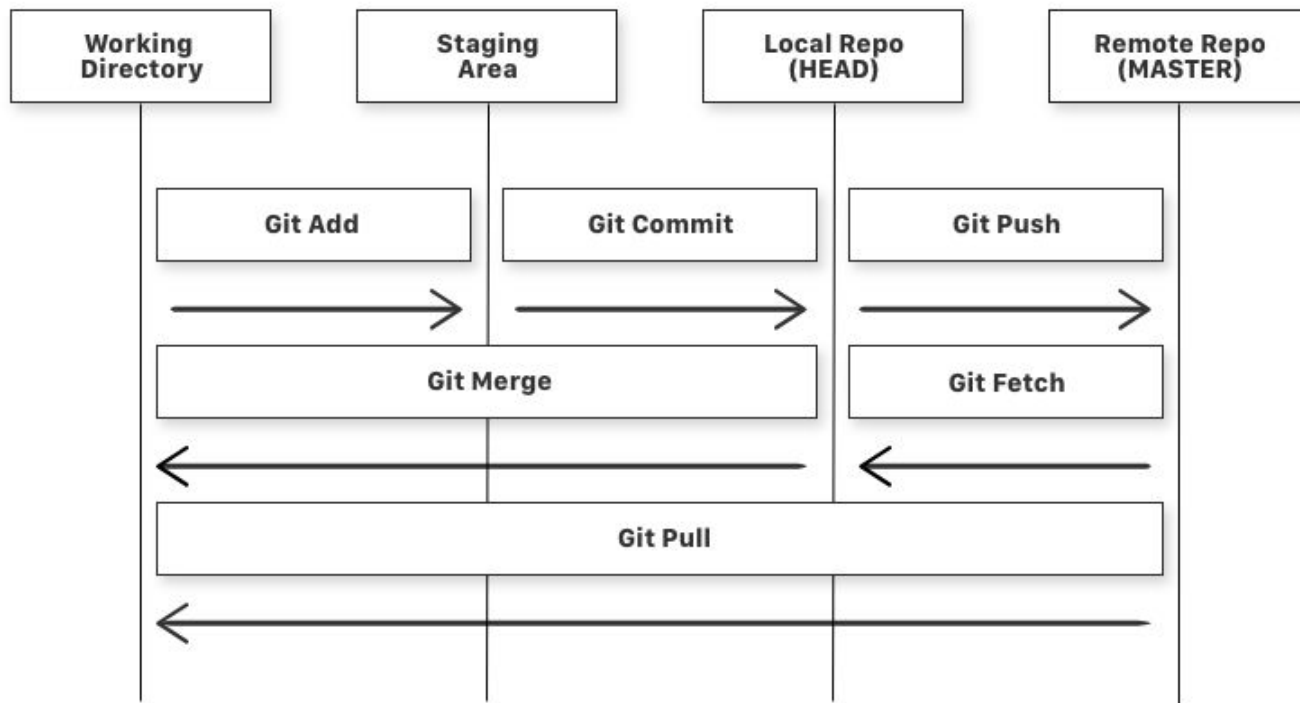 Working
Directory
Staging
Area
Local Repo
(HEAD)
Remote Repo
(MASTER)
Git Add
Git Commit
Git Push
Git Merge
Git Fetch
Git Pull